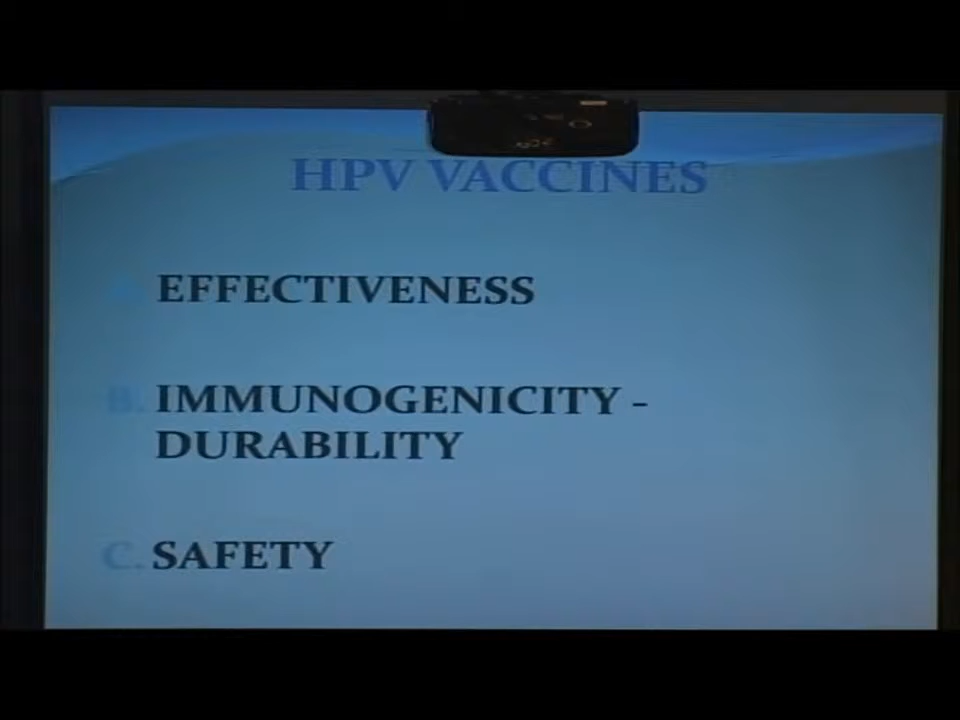 HPV VACCINES
A. EFFECTIVENESS
B. IMMUNOGENICITY -
DURABILITY
C. SAFETY